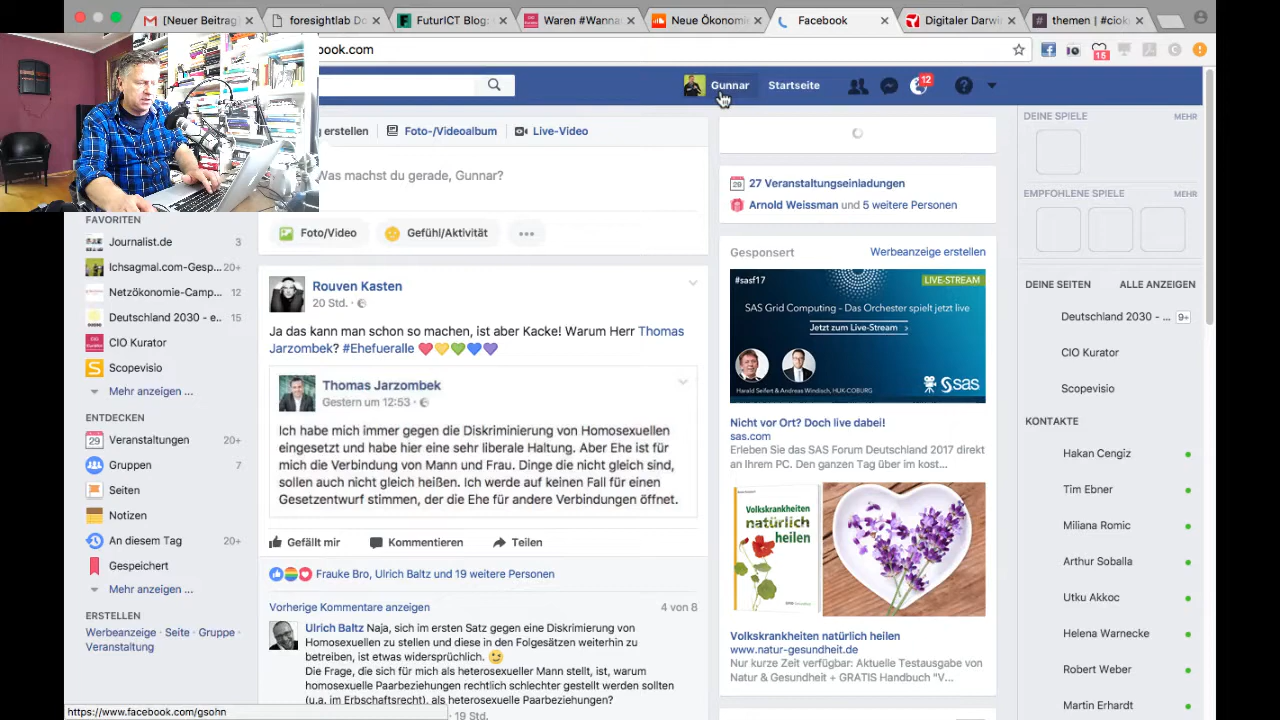 [Neuer Beitrag]
foresightlab Do
FuturICT Blog:
Waren #Wanna
Neue Ökonomi
Facebook
Digitaler Darwi
themen | #ciok
book.com
15
Gunnar
Startseite
12
erstellen
Foto-/Videoalbum
Live-Video
Was machst du gerade, Gunnar?
Foto/Video
Gefühl/Aktivität
FAVORITEN
Journalist.de 3
Ichsagmal.com-Gesp... 20+
Netzökonomie-Camp... 12
Deutschland 2030 - e... 15
CIO Kurator
Scopevisio
Mehr anzeigen ...
ENTDECKEN
Veranstaltungen 20+
Gruppen 7
Seiten
Notizen
An diesem Tag 20+
Gespeichert
Mehr anzeigen ...
ERSTELLEN
Werbeanzeige · Seite · Gruppe ·
Veranstaltung
Rouven Kasten
20 Std. ·
Ja das kann man schon so machen, ist aber Kacke! Warum Herr Thomas
Jarzombek? #Ehefueralle
Thomas Jarzombek
Gestern um 12:53 ·
Ich habe mich immer gegen die Diskriminierung von Homosexuellen
eingesetzt und habe hier eine sehr liberale Haltung. Aber Ehe ist für
mich die Verbindung von Mann und Frau. Dinge die nicht gleich sind,
sollen auch nicht gleich heißen. Ich werde auf keinen Fall für einen
Gesetzentwurf stimmen, der die Ehe für andere Verbindungen öffnet.
Gefällt mir
Kommentieren
Teilen
Frauke Bro, Ulrich Baltz und 19 weitere Personen
Vorherige Kommentare anzeigen
4 von 8
Ulrich Baltz Naja, sich im ersten Satz gegen eine Diskrimierung von
Homosexuellen zu stellen und diese in den Folgesätzen weiterhin zu
betreiben, ist etwas widersprüchlich.
Die Frage, die sich für mich als heterosexueller Mann stellt, ist, warum
homosexuelle Paarbeziehungen rechtlich schlechter gestellt werden sollen
(u.a. im Erbschaftsrecht), als heterosexuelle Paarbeziehungen?
19 Std.
27 Veranstaltungseinladungen
Arnold Weissman und 5 weitere Personen
Gesponsert
Werbeanzeige erstellen
#sasf17
LIVE-STREAM
SAS Grid Computing - Das Orchester spielt jetzt live
Jetzt zum Live-Stream >
Harald Seifert & Andreas Windisch, HUK-COBURG
sas
Nicht vor Ort? Doch live dabei!
sas.com
Erleben Sie das SAS Forum Deutschland 2017 direkt
an Ihrem PC. Den ganzen Tag über im kost...
Volkskrankheiten
natürlich
heilen
Volkskrankheiten natürlich heilen
www.natur-gesundheit.de
Nur kurze Zeit verfügbar: Aktuelle Testausgabe von
Natur & Gesundheit + GRATIS Handbuch "V...
DEINE SPIELE
MEHR
EMPFOHLENE SPIELE
MEHR
DEINE SEITEN
ALLE ANZEIGEN
Deutschland 2030 - ... 9+
CIO Kurator
Scopevisio
KONTAKTE
Hakan Cengiz
Tim Ebner
Miliana Romic
Arthur Soballa
Utku Akkoc
Helena Warnecke
Robert Weber
Martin Erhardt
https://www.facebook.com/gsohn